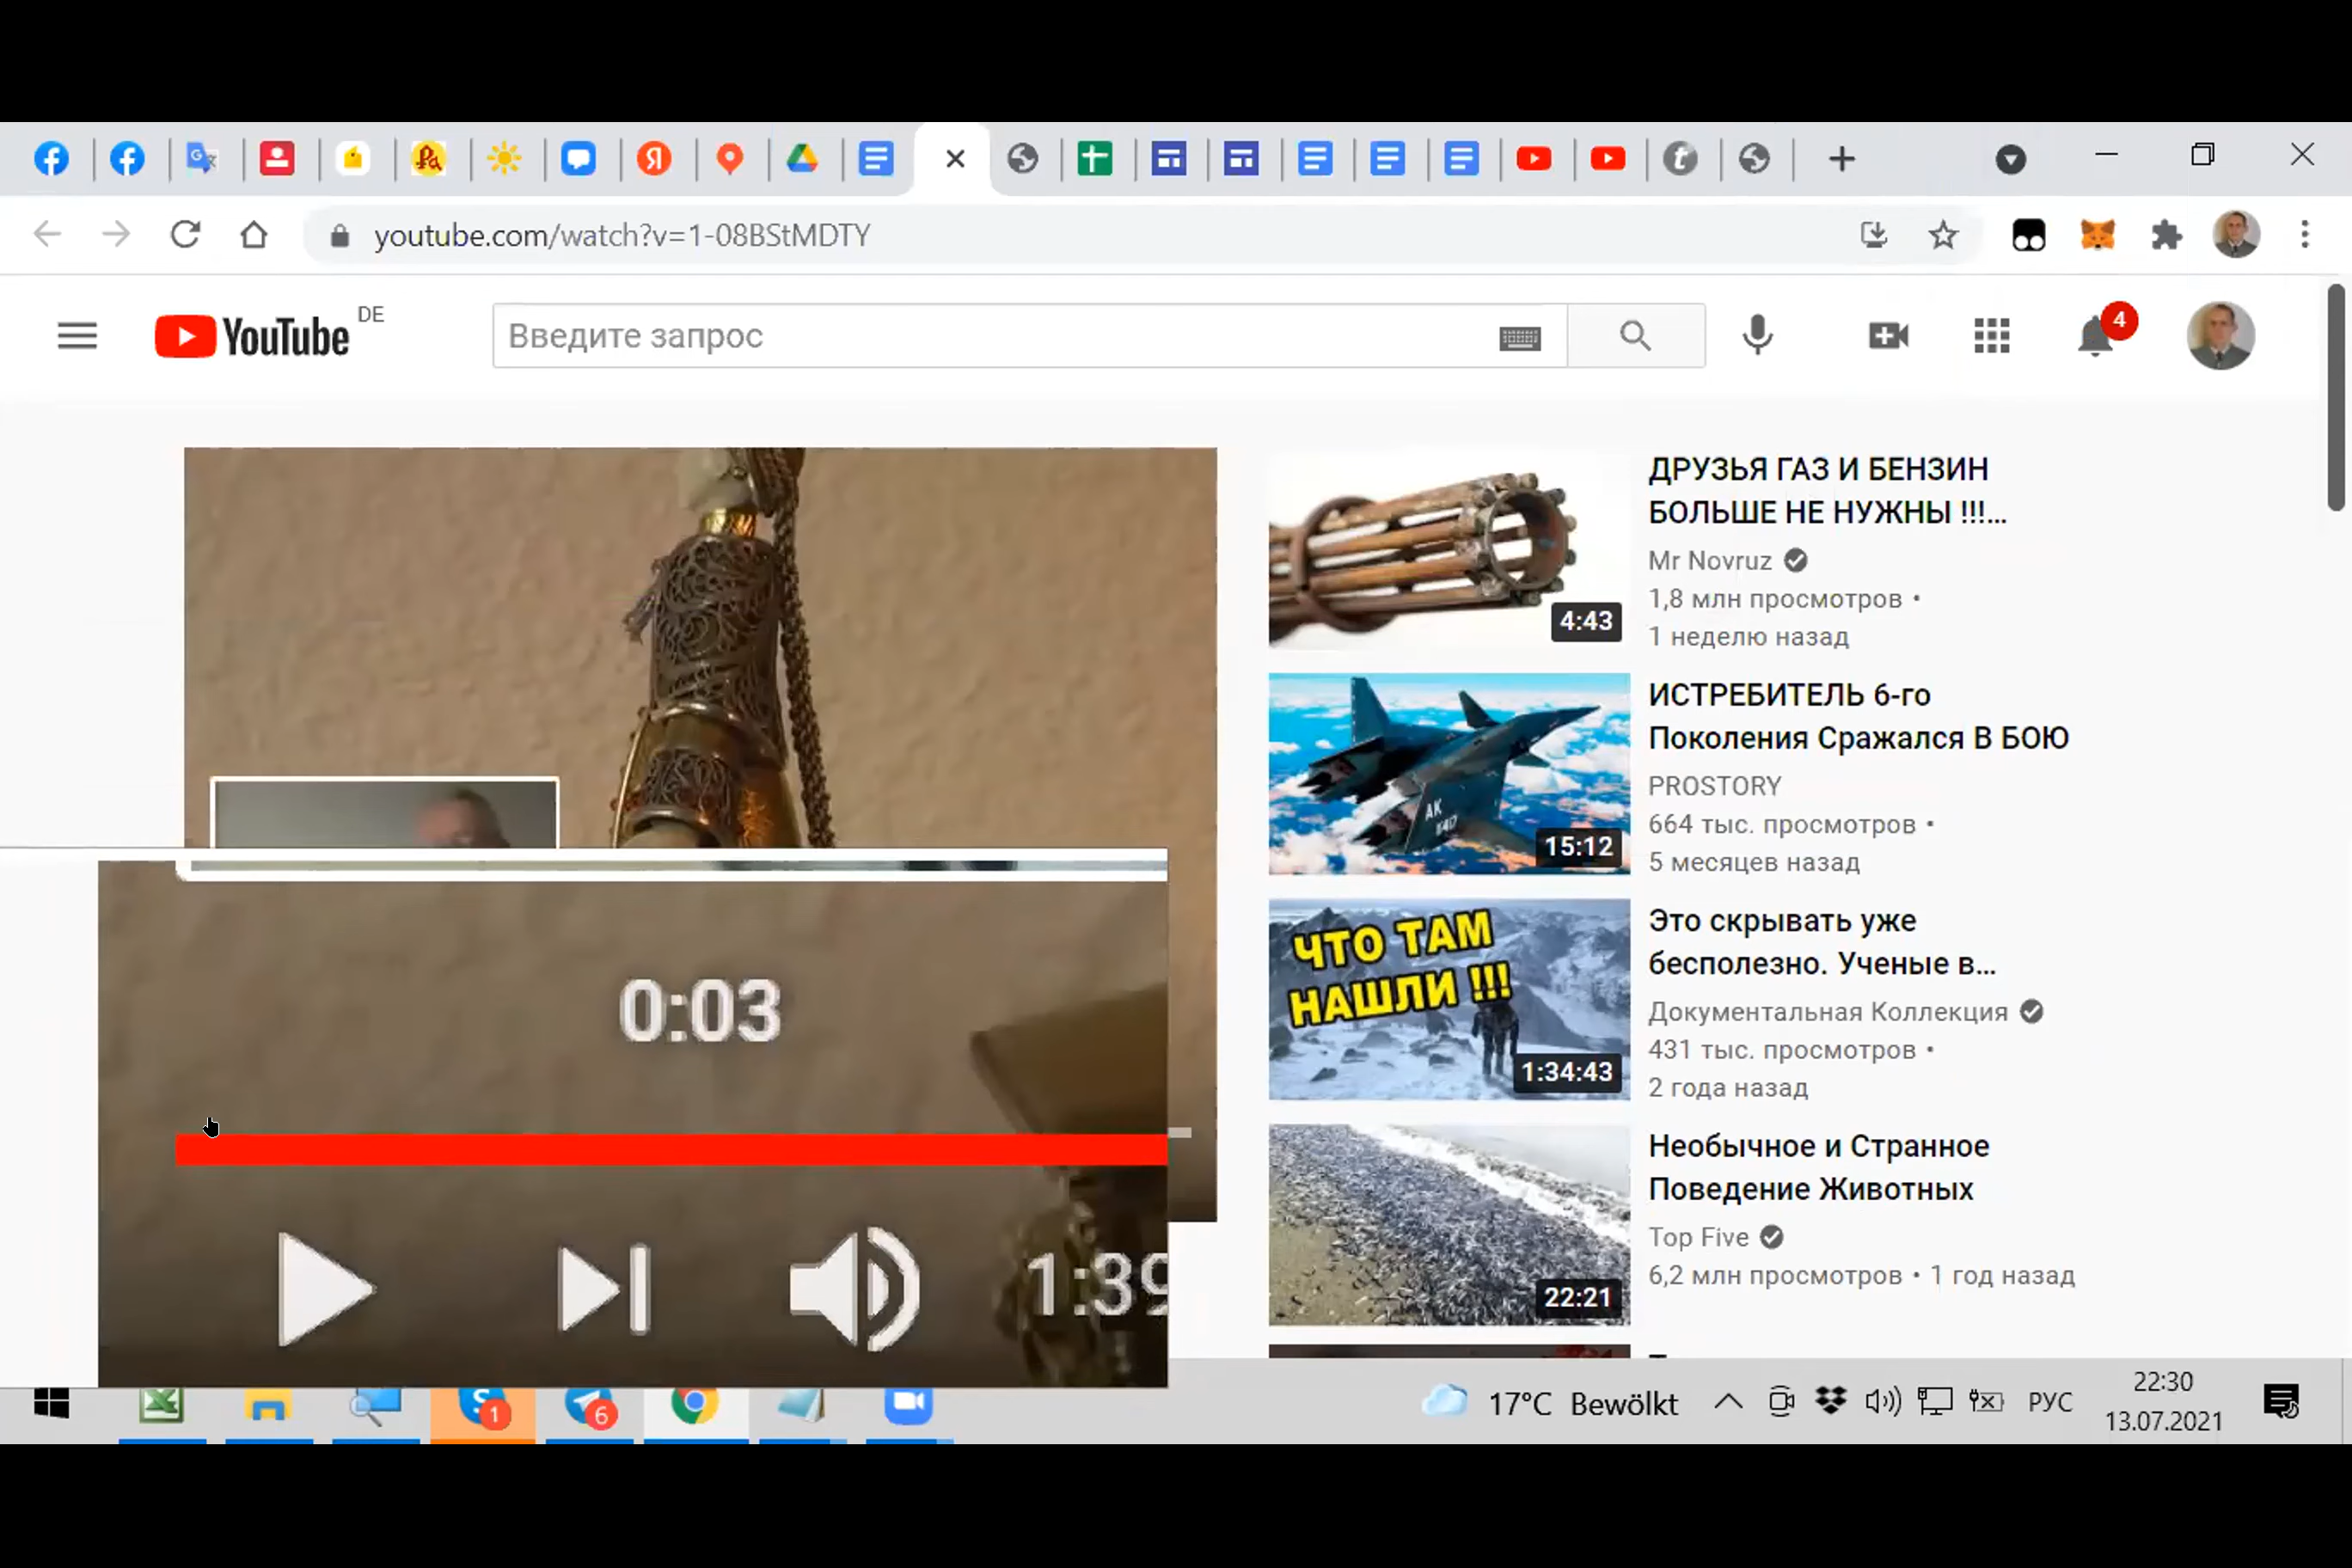 youtube.com/watch?v=1-08BStMDTY
YouTube DE
Введите запрос
4
ДРУЗЬЯ ГАЗ И БЕНЗИН
БОЛЬШЕ НЕ НУЖНЫ !!!...
Mr Novruz
1,8 млн просмотров •
1 неделю назад
4:43
ИСТРЕБИТЕЛЬ 6-го
Поколения Сражался В БОЮ
PROSTORY
664 тыс. просмотров •
5 месяцев назад
АК
15:12
Это скрывать уже
бесполезно. Ученые в...
Документальная Коллекция
431 тыс. просмотров •
2 года назад
ЧТО ТАМ
НАШЛИ !!!
1:34:43
Необычное и Странное
Поведение Животных
Top Five
6,2 млн просмотров • 1 год назад
22:21
0:03
1:39
1
6
17°C Bewölkt
РУС
22:30
13.07.2021